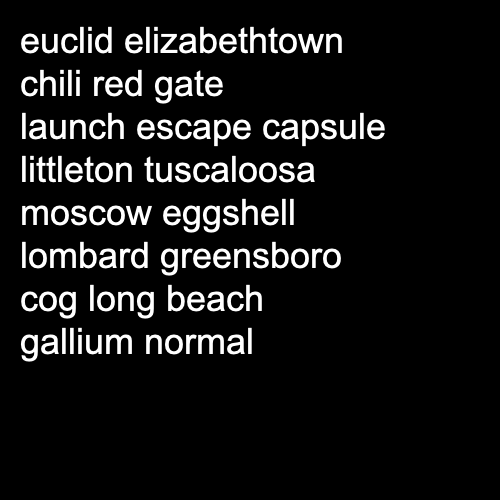 euclid elizabethtown
chili red gate
launch escape capsule
littleton tuscaloosa
moscow eggshell
lombard greensboro
cog long beach
gallium normal